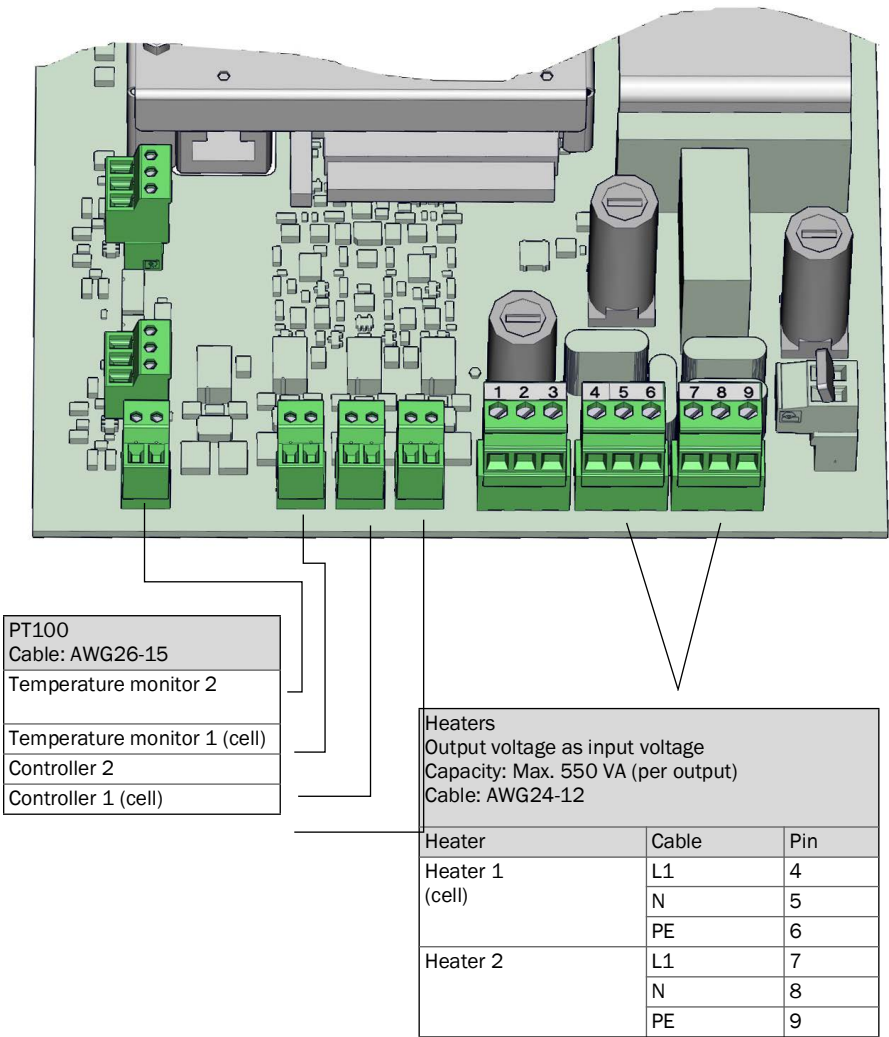 1 2 3 4 5 6 7 8 9
PT100
Cable: AWG26-15
Temperature monitor 2
Temperature monitor 1 (cell)
Controller 2
Controller 1 (cell)
Heaters
Output voltage as input voltage
Capacity: Max. 550 VA (per output)
Cable: AWG24-12
Heater Cable Pin
Heater 1 L1 4
(cell) N 5
PE 6
Heater 2 L1 7
N 8
PE 9